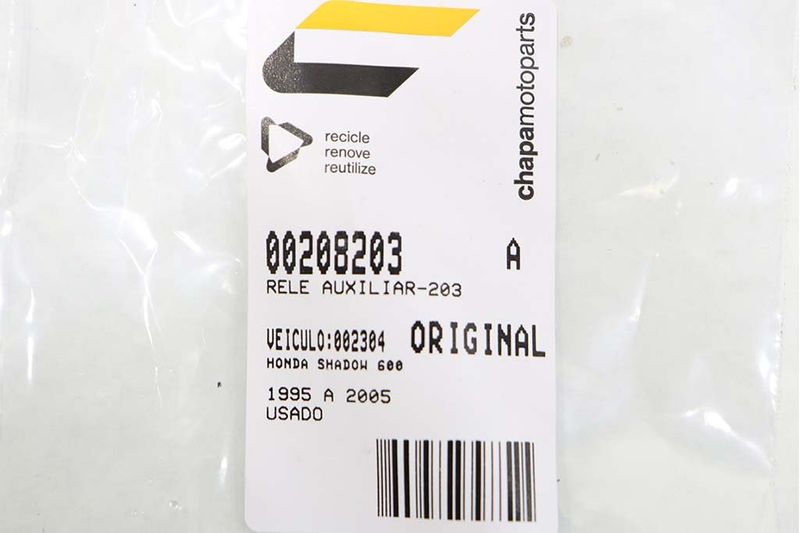 chapamotoparts
recicle
renove
reutilize
00208203 A
RELE AUXILIAR-203
VEICULO:002304 ORIGINAL
HONDA SHADOW 600
1995 A 2005
USADO